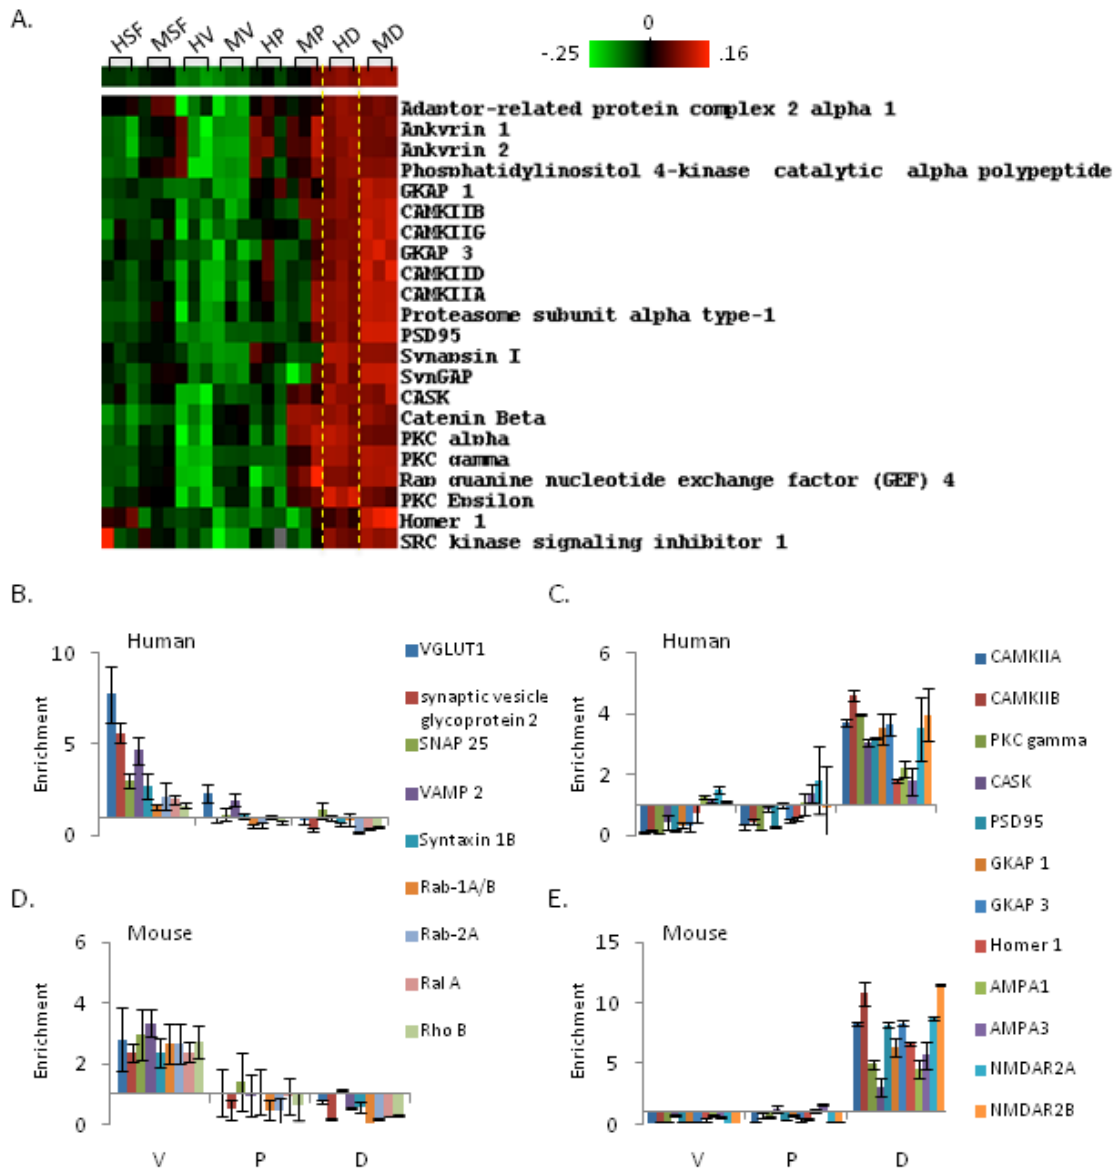 A.
HSF MSF HV MV HP MP HD MD
0
-.25 .16
Adaptor-related protein complex 2 alpha 1
Ankyrin 1
Ankyrin 2
Phosphatidylinositol 4-kinase catalytic alpha polypeptide
GKAP 1
CAMKIIB
CAMKIIG
GKAP 3
CAMKIID
CAMKIIA
Proteasome subunit alpha type-1
PSD95
Synapsin I
SynGAP
CASK
Catenin Beta
PKC alpha
PKC gamma
Rap guanine nucleotide exchange factor (GEF) 4
PKC Epsilon
Homer 1
SRC kinase signaling inhibitor 1
B.
Human
Enrichment
10
5
0
VGLUT1
synaptic vesicle
glycoprotein 2
SNAP 25
VAMP 2
Syntaxin 1B
Rab-1A/B
Rab-2A
Ral A
Rho B
C.
Human
Enrichment
6
4
2
0
CAMKIIA
CAMKIIB
PKC gamma
CASK
PSD95
GKAP 1
GKAP 3
Homer 1
AMPA1
AMPA3
NMDAR2A
NMDAR2B
D.
Mouse
Enrichment
6
4
2
0
V P D
E.
Mouse
Enrichment
15
10
5
0
V P D